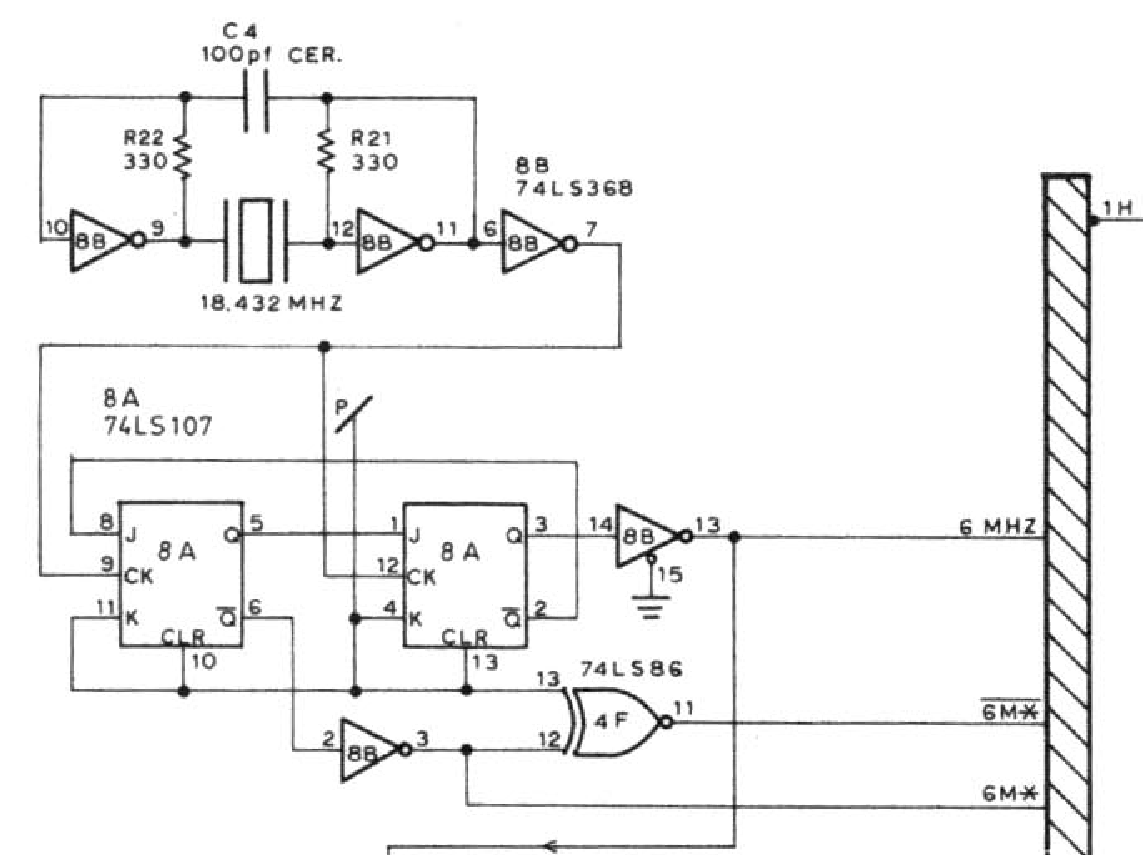 C4
100pf CER.
R22
330
R21
330
8B
74LS368
10 8B 9
12 8B 11
6 8B 7
18.432 MHZ
1H
8A
74LS107
P
8 J Q 5
8A
9 CK
11 K Q̅ 6
CLR
10
1 J Q 3
8A
12 CK
4 K Q̅ 2
CLR
13
14 8B 13
15
6 MHZ
74LS86
13
4F 11
12
6M*
2 8B 3
6M*